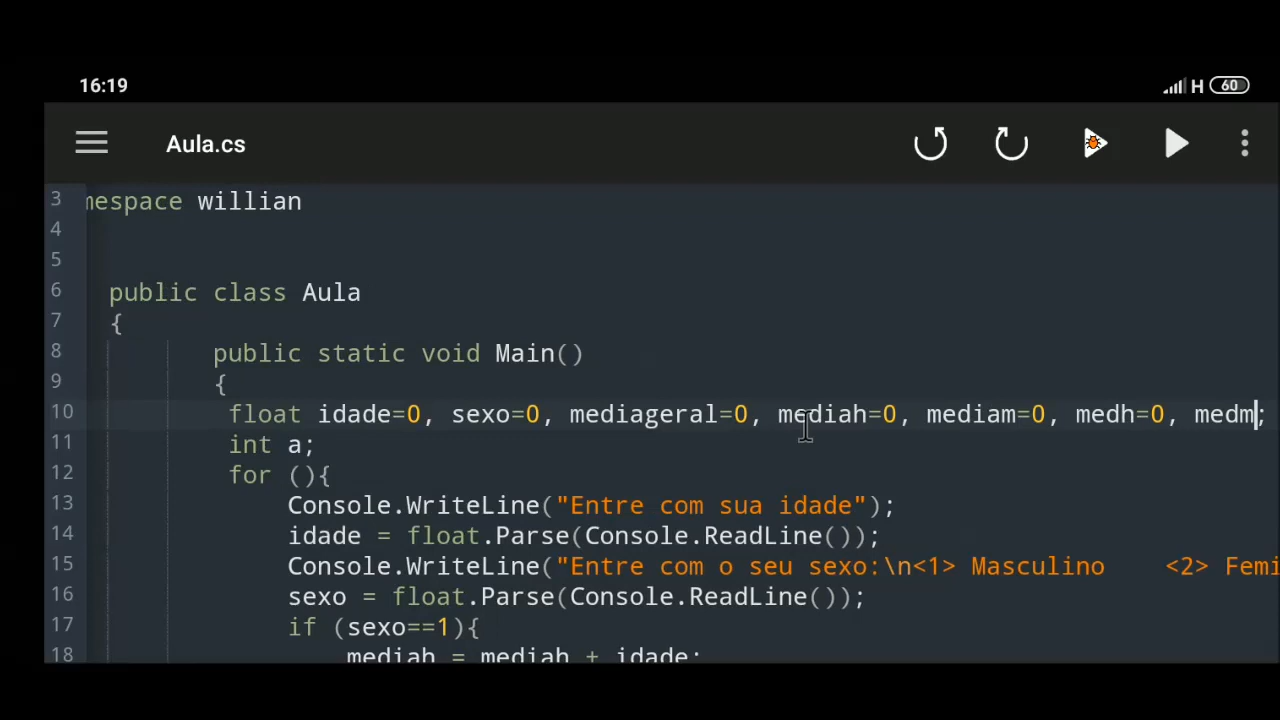 16:19 H 60
Aula.cs
3 mespace willian
4
5
6 public class Aula
7 {
8 public static void Main()
9 {
10 float idade=0, sexo=0, mediageral=0, mediah=0, mediam=0, medh=0, medm;
11 int a;
12 for (){
13 Console.WriteLine("Entre com sua idade");
14 idade = float.Parse(Console.ReadLine());
15 Console.WriteLine("Entre com o seu sexo:\n<1> Masculino <2> Femi
16 sexo = float.Parse(Console.ReadLine());
17 if (sexo==1){
18 mediah = mediah + idade;